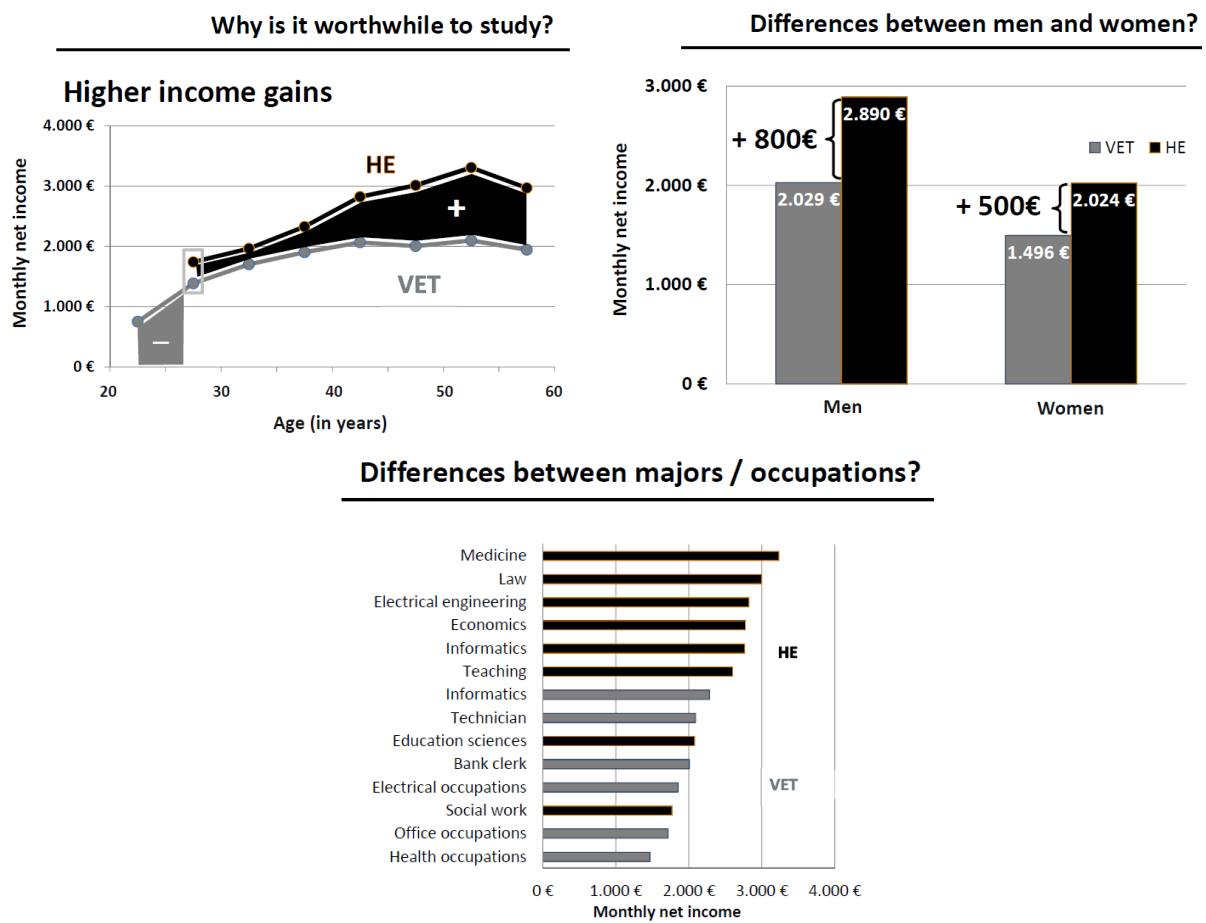 Why is it worthwhile to study?
Higher income gains
Monthly net income
4.000 €
3.000 €
2.000 €
1.000 €
0 €
HE
+
VET
–
20
30
40
50
60
Age (in years)
Differences between men and women?
Monthly net income
3.000 €
2.000 €
1.000 €
0 €
+ 800€
2.890 €
2.029 €
+ 500€
2.024 €
1.496 €
VET
HE
Men
Women
Differences between majors / occupations?
Medicine
Law
Electrical engineering
Economics
Informatics
Teaching
Informatics
Technician
Education sciences
Bank clerk
Electrical occupations
Social work
Office occupations
Health occupations
HE
VET
0 €
1.000 €
2.000 €
3.000 €
4.000 €
Monthly net income